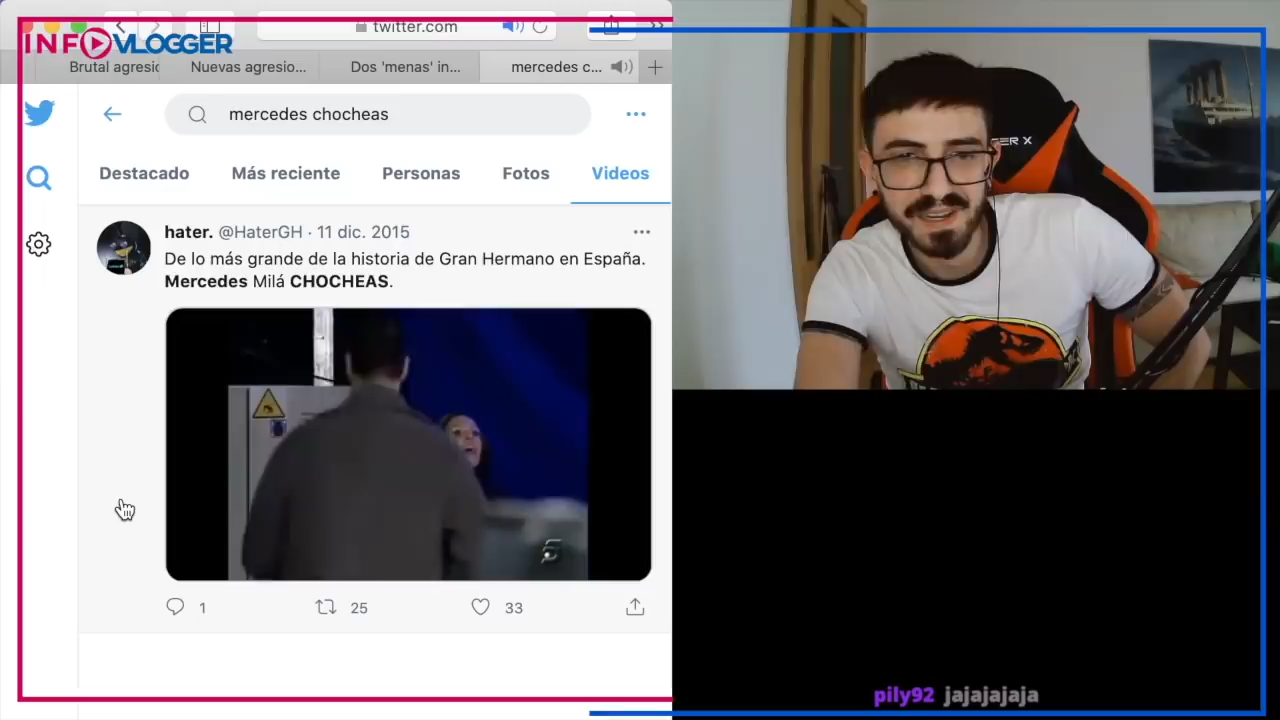 INFOVLOGGER
twitter.com
Brutal agresió
Nuevas agresio...
Dos 'menas' in...
mercedes c...
mercedes chocheas
Destacado
Más reciente
Personas
Fotos
Videos
hater. @HaterGH · 11 dic. 2015
De lo más grande de la historia de Gran Hermano en España.
Mercedes Milá CHOCHEAS.
1
25
33
ER X
pily92 jajajajaja